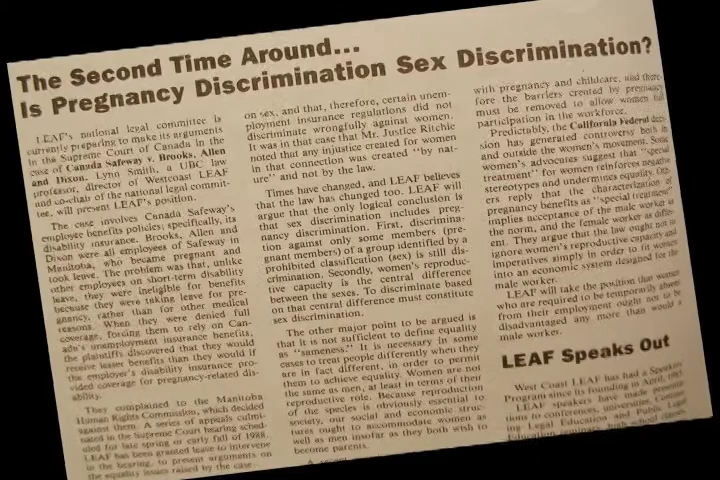 The Second Time Around...
Is Pregnancy Discrimination Sex Discrimination?
LEAF's national legal committee is
currently preparing to make its arguments
in the Supreme Court of Canada in the
case of Canada Safeway v. Brooks, Allen
and Dixon. Lynn Smith, a UBC law
professor, director of Westcoast LEAF
and co-chair of the national legal commit-
tee, will present LEAF's position.
The case involves Canada Safeway's
employee benefits policies; specifically, its
disability insurance. Brooks, Allen and
Dixon were all employees of Safeway in
Manitoba, who became pregnant and
took leave. The problem was that, unlike
other employees on short-term disability
leave, they were ineligible for benefits
because they were taking leave for pre-
gnancy, rather than for other medical
reasons. When they were denied full
coverage, forcing them to rely on Can-
ada's unemployment insurance benefits,
the plaintiffs discovered that they would
receive lesser benefits than they would if
the employer's disability insurance pro-
vided coverage for pregnancy-related dis-
ability.
They complained to the Manitoba
Human Rights Commission, which decided
against them. A series of appeals culmi-
nated in the Supreme Court hearing sched-
uled for late spring or early fall of 1988.
LEAF has been granted leave to intervene
in the hearing, to present arguments on
the equality issues raised by the case.
on sex, and that, therefore, certain unem-
ployment insurance regulations did not
discriminate wrongfully against women.
It was in that case that Mr. Justice Ritchie
noted that any injustice created for women
in that connection was created "by nat-
ure" and not by the law.
Times have changed, and LEAF believes
that the law has changed too. LEAF will
argue that the only logical conclusion is
that sex discrimination includes preg-
nancy discrimination. First, discrimina-
tion against only some members (pre-
gnant members) of a group identified by a
prohibited classification (sex) is still dis-
crimination. Secondly, women's reproduc-
tive capacity is the central difference
between the sexes. To discriminate based
on that central difference must constitute
sex discrimination.
The other major point to be argued is
that it is not sufficient to define equality
as "sameness." It is necessary in some
cases to treat people differently when they
are in fact different, in order to permit
them to achieve equality. Women are not
the same as men, at least in terms of their
reproductive role. Because reproduction
of the species is obviously essential to
society, our social and economic struc-
tures ought to accommodate women as
well as men insofar as they both wish to
become parents.
with pregnancy and childcare, and there-
fore the barriers created by pregnancy
must be removed to allow women full
participation in the workforce.
Predictably, the California Federal deci-
sion has generated controversy both in
and outside the women's movement. Some
women's advocates suggest that "special
treatment" for women reinforces negative
stereotypes and undermines equality. Oth-
ers reply that the characterization of
pregnancy benefits as "special treatment"
implies acceptance of the male worker as
the norm, and the female worker as differ-
ent. They argue that the law ought not to
ignore women's reproductive capacity and
imperatives simply in order to fit women
into an economic system designed for the
male worker.
LEAF will take the position that women
who are required to be temporarily absent
from their employment ought not to be
disadvantaged any more than would a
male worker.
LEAF Speaks Out
West Coast LEAF has had a Speakers
Program since its founding in April, 1985.
LEAF speakers have made presenta-
tions to conferences, universities, Continu-
ing Legal Education and Public Legal
Education seminars, high school classes,